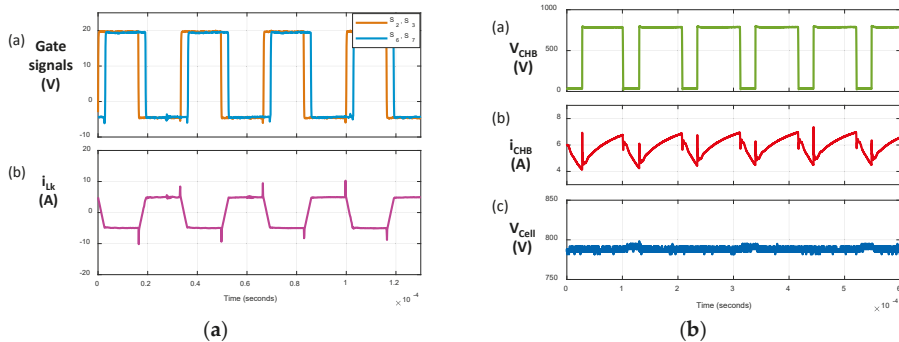 (a)
Gate
signals
(V)
20
10
0
-10
S2, S3
S6, S7
(b)
iLk
(A)
20
10
0
-10
-20
0 0.2 0.4 0.6 0.8 1 1.2
Time (seconds)
× 10⁻⁴
(a)
(a)
VCHB
(V)
1000
500
0
(b)
iCHB
(A)
8
6
4
(c)
VCell
(V)
850
800
750
0 1 2 3 4 5 6
Time (seconds)
× 10⁻⁴
(b)